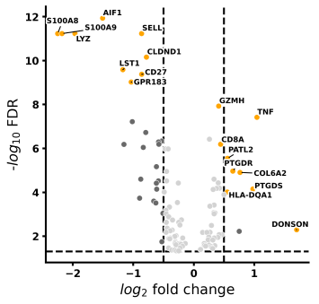 12
10
8
6
4
2
-log10 FDR
AIF1
S100A8
S100A9
LYZ
SELL
CLDND1
LST1
CD27
GPR183
GZMH
TNF
CD8A
PATL2
PTGDR
COL6A2
PTGDS
HLA-DQA1
DONSON
−2
−1
0
1
log2 fold change